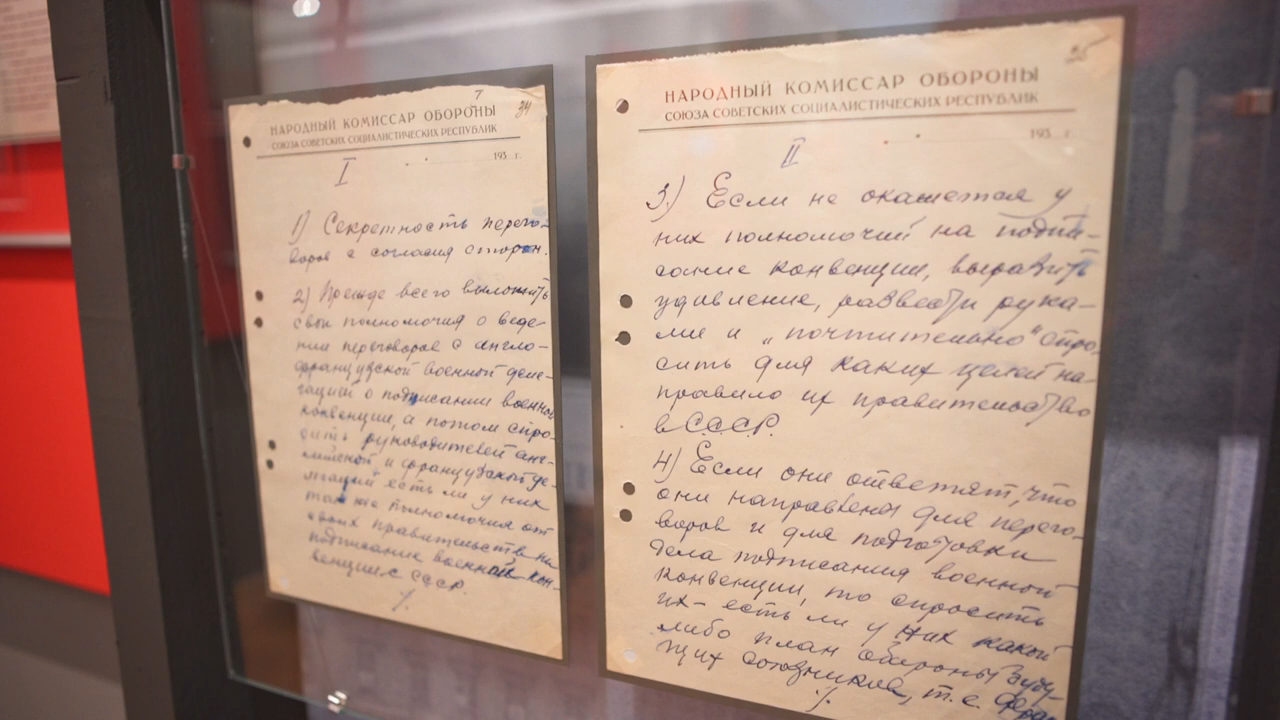 7
34
НАРОДНЫЙ КОМИССАР ОБОРОНЫ
СОЮЗА СОВЕТСКИХ СОЦИАЛИСТИЧЕСКИХ РЕСПУБЛИК
193 г.
I
1) Секретность перего-
воров с согласия сторон.
2) Прежде всего выложить
свои полномочия о веде-
нии переговоров с англо-
французской военной деле-
гацией о подписании военной
конвенции, а потом спро-
сить руководителей анг-
лийской и французской де-
легаций есть ли у них
также полномочия от
своих правительств на
подписание военной кон-
венции с СССР.
НАРОДНЫЙ КОМИССАР ОБОРОНЫ
СОЮЗА СОВЕТСКИХ СОЦИАЛИСТИЧЕСКИХ РЕСПУБЛИК
193 г.
II
3) Если не окажется у
них полномочий на подпи-
сание конвенции, выразить
удивление, развести рука-
ми и „почтительно" спро-
сить для каких целей на-
правило их правительство
в СССР.
4) Если они ответят, что
они направлены для перего-
воров и для подготовки
дела подписания военной
конвенции, то спросить
их - есть ли у них какой
либо план обороны буду-
щих союзников, т.е. Фран-